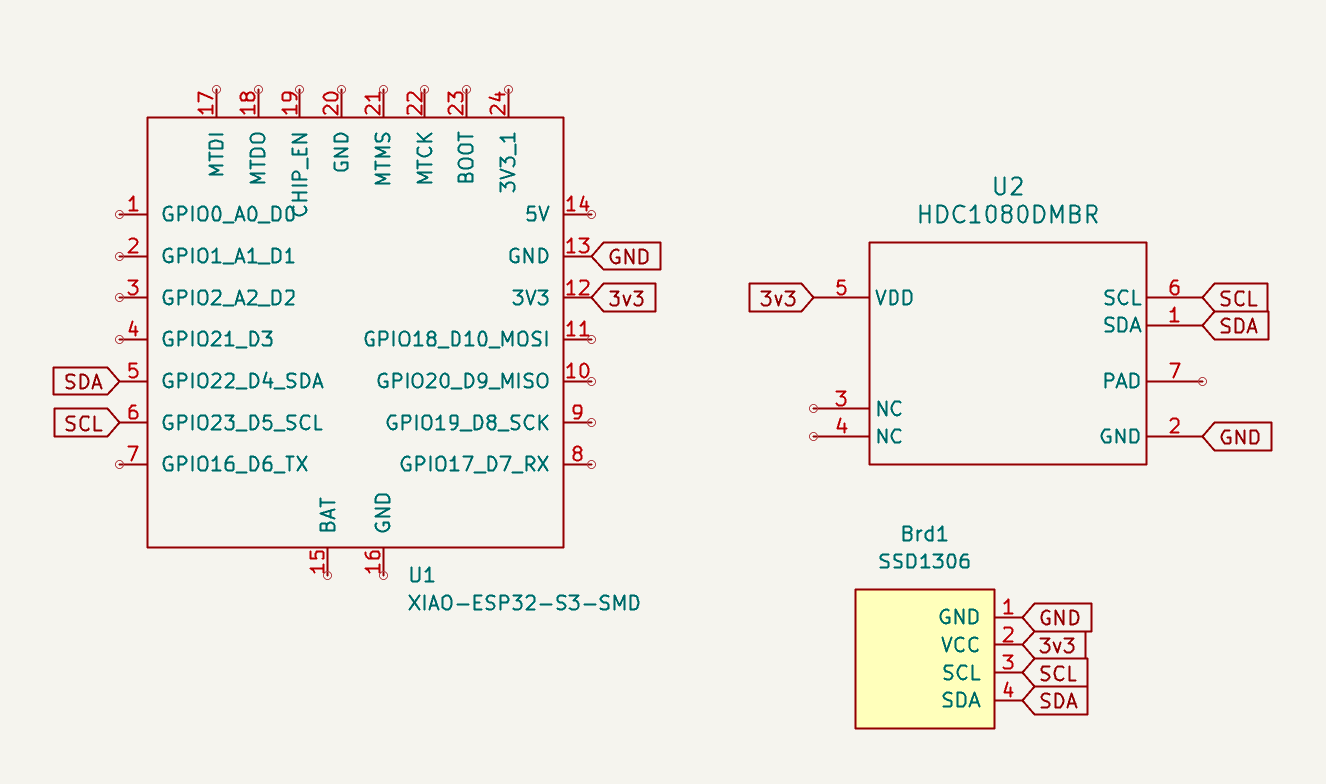 17 18 19 20 21 22 23 24
MTDI MTDO CHIP_EN GND MTMS MTCK BOOT 3V3_1
1 GPIO0_A0_D0 5V 14
2 GPIO1_A1_D1 GND 13 GND
3 GPIO2_A2_D2 3V3 12 3v3
4 GPIO21_D3 GPIO18_D10_MOSI 11
SDA 5 GPIO22_D4_SDA GPIO20_D9_MISO 10
SCL 6 GPIO23_D5_SCL GPIO19_D8_SCK 9
7 GPIO16_D6_TX GPIO17_D7_RX 8
BAT GND
15 16
U1
XIAO-ESP32-S3-SMD
U2
HDC1080DMBR
3v3 5 VDD SCL 6 SCL
SDA 1 SDA
PAD 7
3 NC
4 NC GND 2 GND
Brd1
SSD1306
GND 1 GND
VCC 2 3v3
SCL 3 SCL
SDA 4 SDA